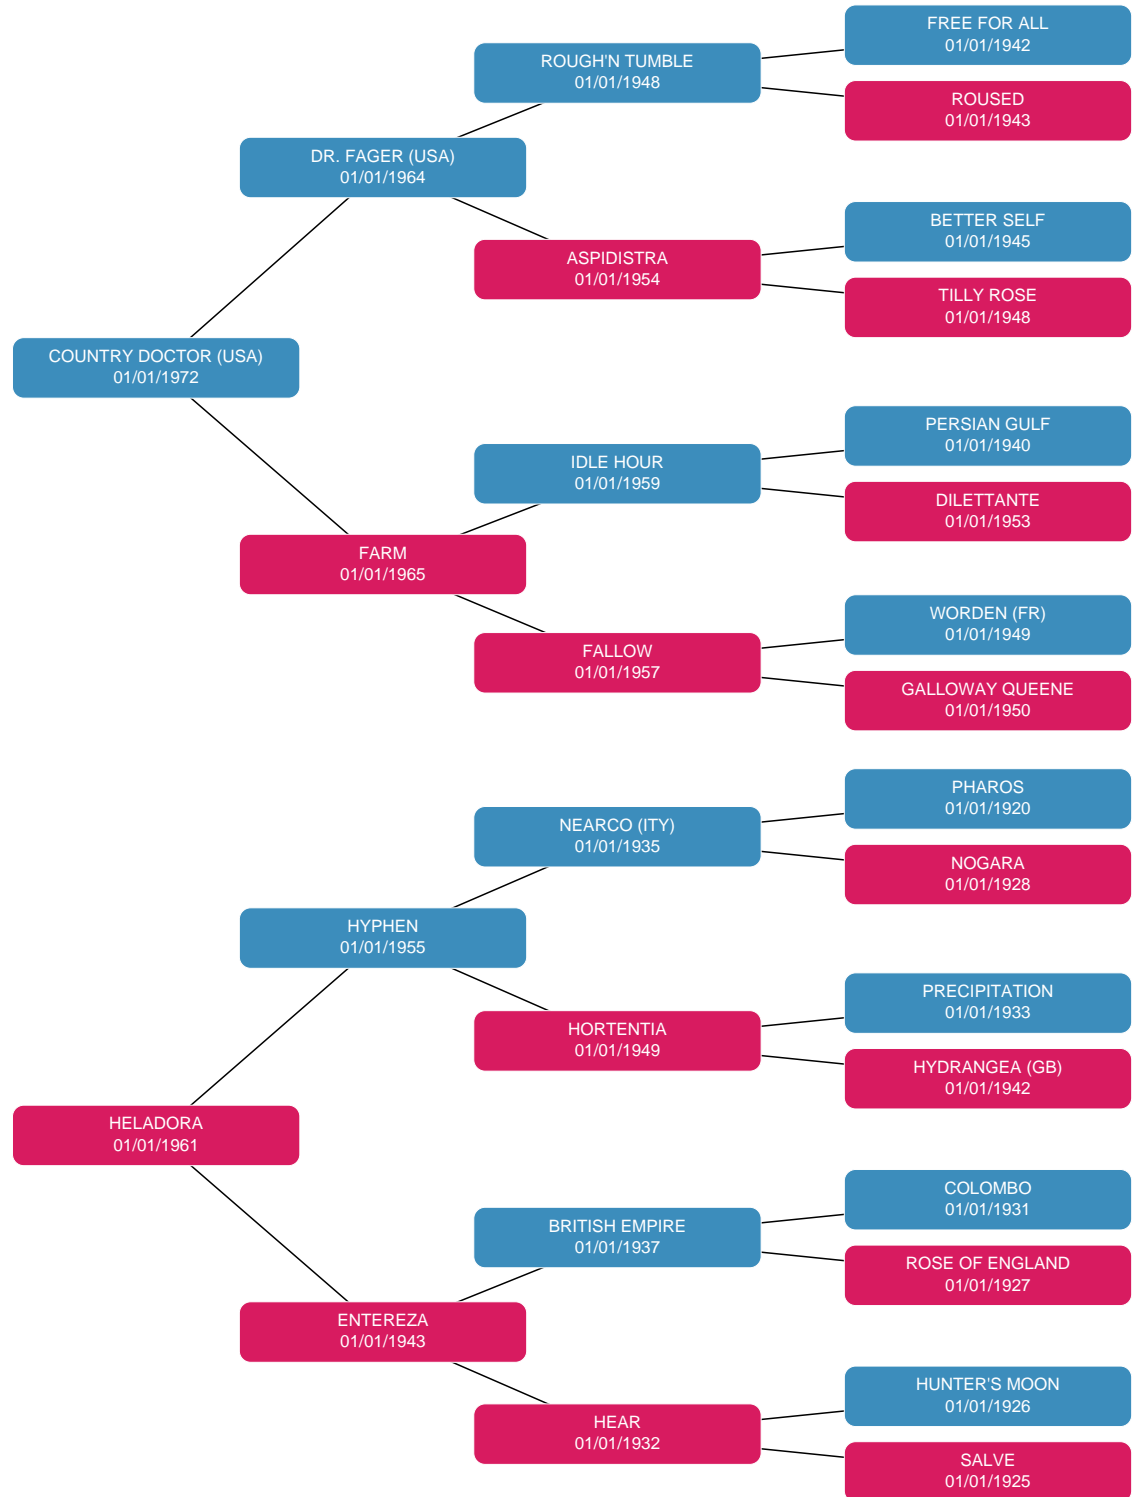 FREE FOR ALL
01/01/1942
ROUGH'N TUMBLE
01/01/1948
ROUSED
01/01/1943
DR. FAGER (USA)
01/01/1964
BETTER SELF
01/01/1945
ASPIDISTRA
01/01/1954
TILLY ROSE
01/01/1948
COUNTRY DOCTOR (USA)
01/01/1972
PERSIAN GULF
01/01/1940
IDLE HOUR
01/01/1959
DILETTANTE
01/01/1953
FARM
01/01/1965
WORDEN (FR)
01/01/1949
FALLOW
01/01/1957
GALLOWAY QUEENE
01/01/1950
PHAROS
01/01/1920
NEARCO (ITY)
01/01/1935
NOGARA
01/01/1928
HYPHEN
01/01/1955
PRECIPITATION
01/01/1933
HORTENTIA
01/01/1949
HYDRANGEA (GB)
01/01/1942
HELADORA
01/01/1961
COLOMBO
01/01/1931
BRITISH EMPIRE
01/01/1937
ROSE OF ENGLAND
01/01/1927
ENTEREZA
01/01/1943
HUNTER'S MOON
01/01/1926
HEAR
01/01/1932
SALVE
01/01/1925